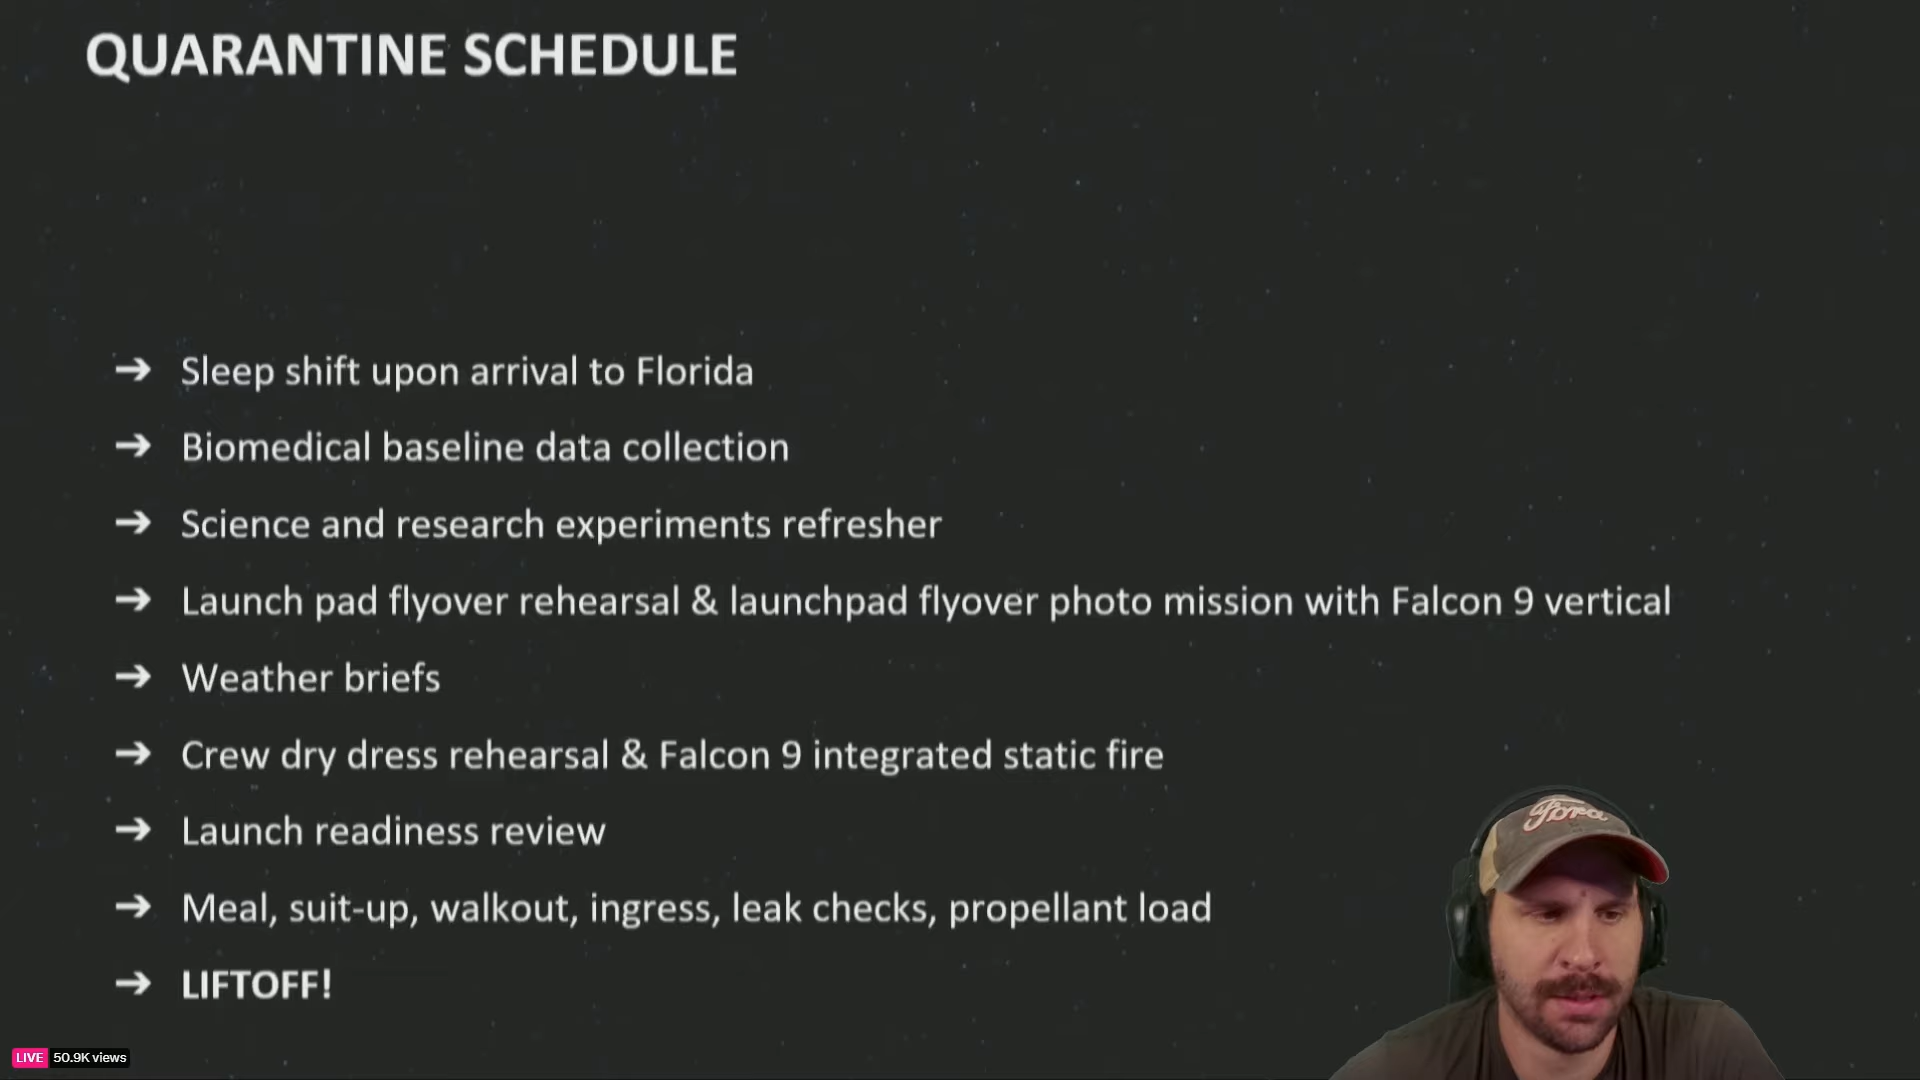 QUARANTINE SCHEDULE
➔ Sleep shift upon arrival to Florida
➔ Biomedical baseline data collection
➔ Science and research experiments refresher
➔ Launch pad flyover rehearsal & launchpad flyover photo mission with Falcon 9 vertical
➔ Weather briefs
➔ Crew dry dress rehearsal & Falcon 9 integrated static fire
➔ Launch readiness review
➔ Meal, suit-up, walkout, ingress, leak checks, propellant load
➔ LIFTOFF!
Ford
LIVE 50.9K views